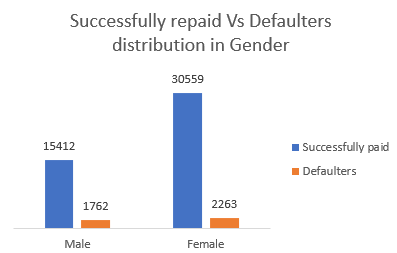 Successfully repaid Vs Defaulters
distribution in Gender
30559
15412
1762
2263
Male
Female
Successfully paid
Defaulters